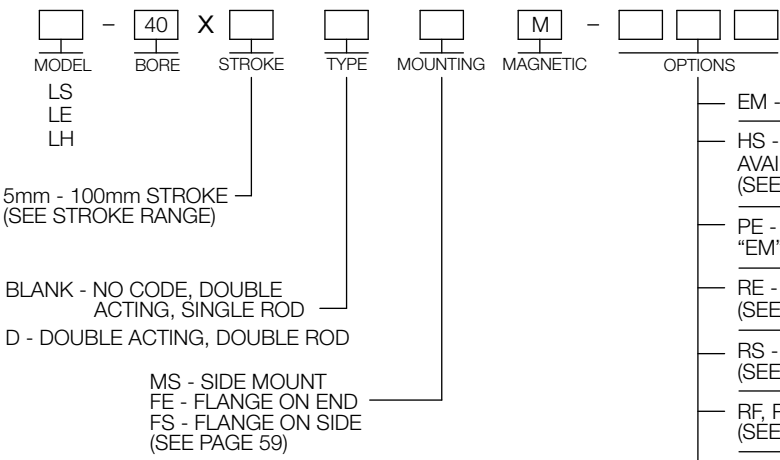 - 40 X M -
MODEL BORE STROKE TYPE MOUNTING MAGNETIC OPTIONS
LS
LE
LH
5mm - 100mm STROKE
(SEE STROKE RANGE)
BLANK - NO CODE, DOUBLE
ACTING, SINGLE ROD
D - DOUBLE ACTING, DOUBLE ROD
MS - SIDE MOUNT
FE - FLANGE ON END
FS - FLANGE ON SIDE
(SEE PAGE 59)
EM -
HS -
AVAI
(SEE
PE -
"EM"
RE -
(SEE
RS -
(SEE
RF,
(SEE